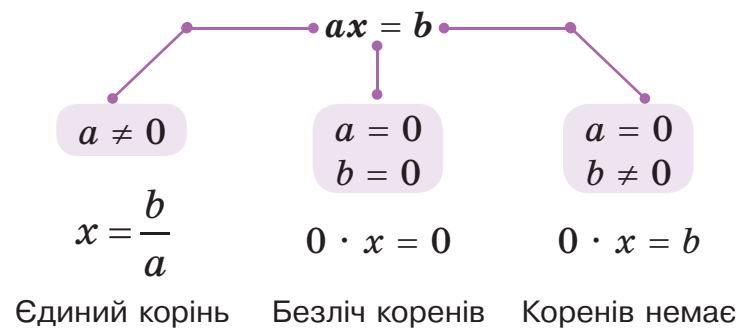 ax = b
a ≠ 0
a = 0
b = 0
a = 0
b ≠ 0
x = b/a
0 · x = 0
0 · x = b
Єдиний корінь
Безліч коренів
Коренів немає